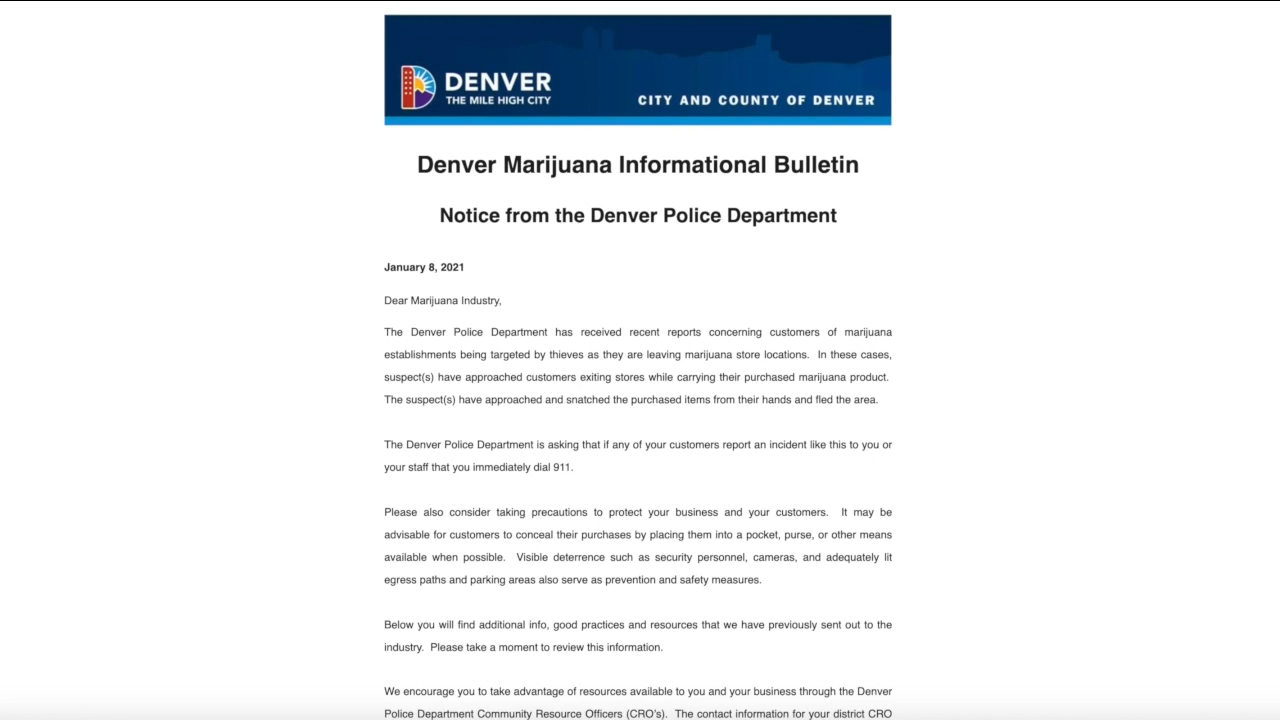 DENVER
THE MILE HIGH CITY
CITY AND COUNTY OF DENVER
Denver Marijuana Informational Bulletin
Notice from the Denver Police Department
January 8, 2021
Dear Marijuana Industry,
The Denver Police Department has received recent reports concerning customers of marijuana
establishments being targeted by thieves as they are leaving marijuana store locations. In these cases,
suspect(s) have approached customers exiting stores while carrying their purchased marijuana product.
The suspect(s) have approached and snatched the purchased items from their hands and fled the area.
The Denver Police Department is asking that if any of your customers report an incident like this to you or
your staff that you immediately dial 911.
Please also consider taking precautions to protect your business and your customers. It may be
advisable for customers to conceal their purchases by placing them into a pocket, purse, or other means
available when possible. Visible deterrence such as security personnel, cameras, and adequately lit
egress paths and parking areas also serve as prevention and safety measures.
Below you will find additional info, good practices and resources that we have previously sent out to the
industry. Please take a moment to review this information.
We encourage you to take advantage of resources available to you and your business through the Denver
Police Department Community Resource Officers (CRO's). The contact information for your district CRO